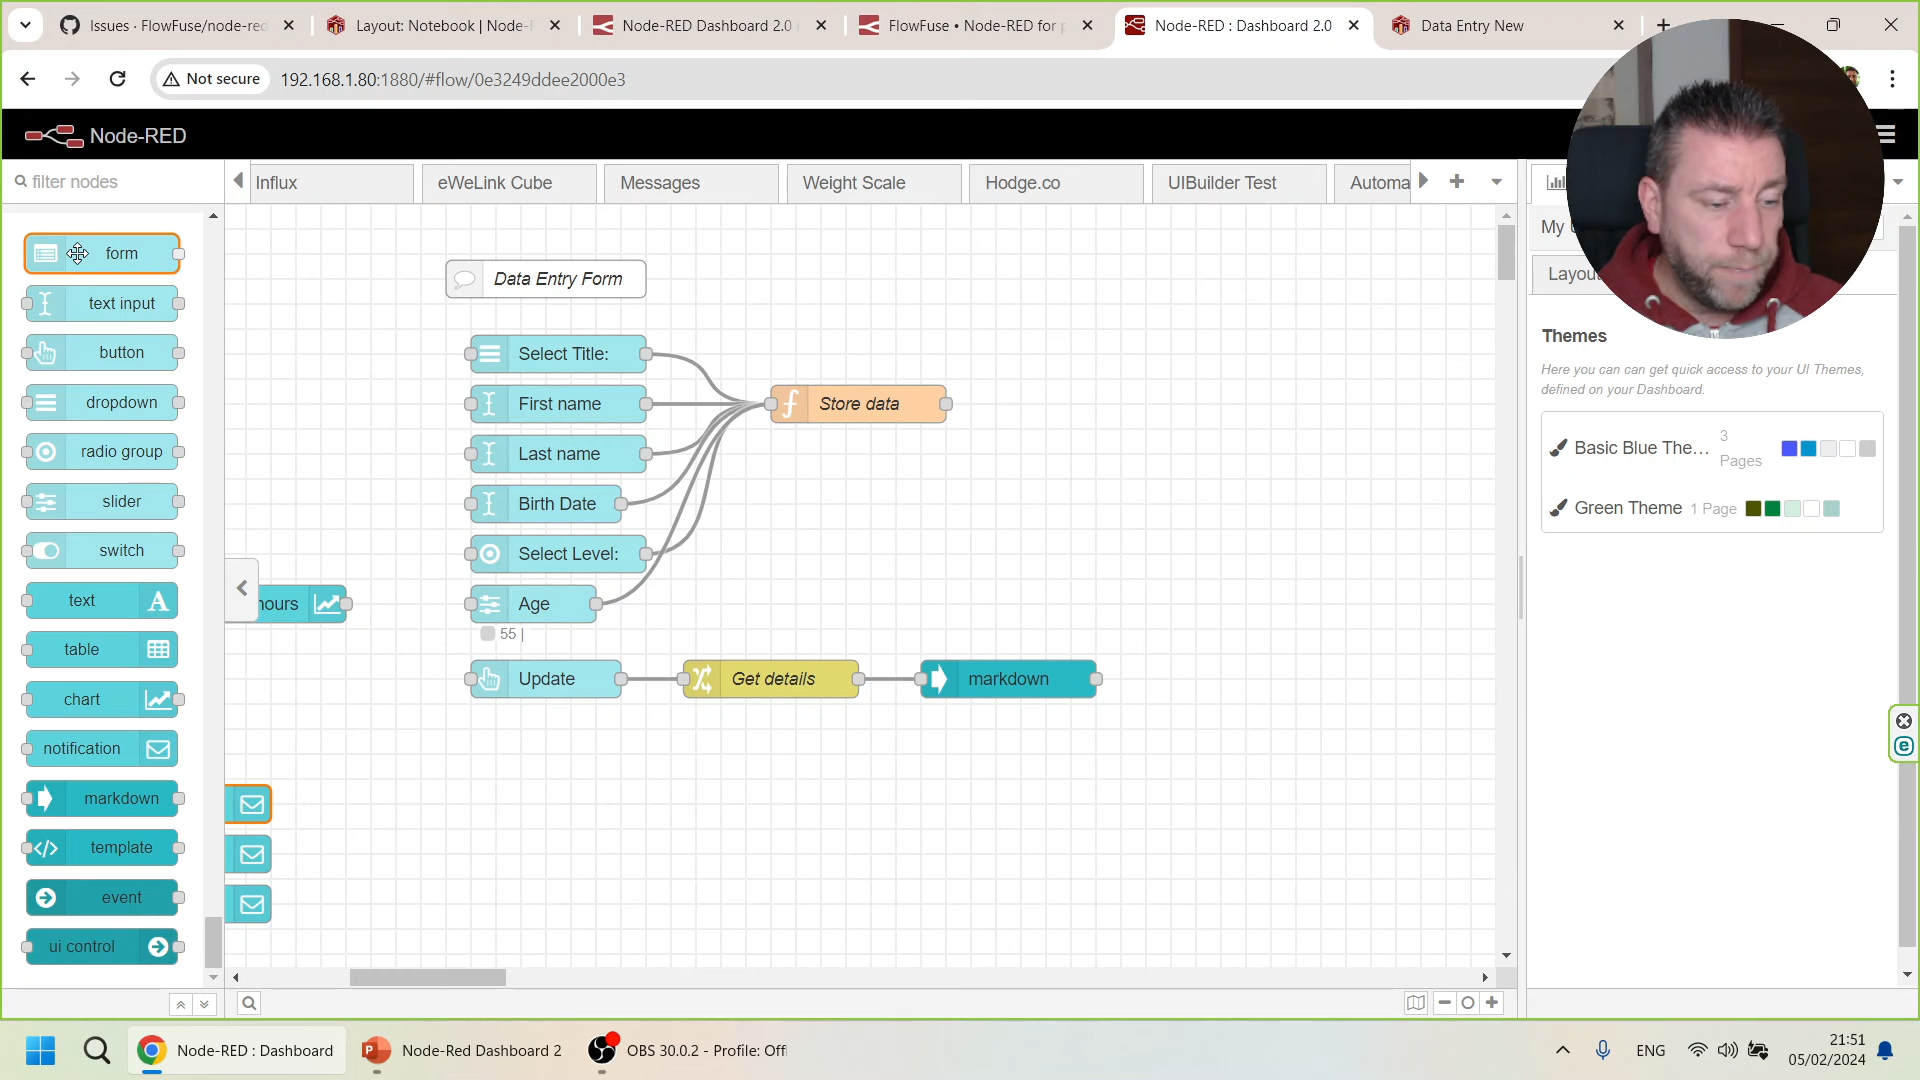 Issues · FlowFuse/node-red
Layout: Notebook | Node-R
Node-RED Dashboard 2.0
FlowFuse • Node-RED for p
Node-RED : Dashboard 2.0
Data Entry New
Not secure
192.168.1.80:1880/#flow/0e3249ddee2000e3
Node-RED
filter nodes
Influx
eWeLink Cube
Messages
Weight Scale
Hodge.co
UIBuilder Test
Automa
form
text input
button
dropdown
radio group
slider
switch
text
table
chart
notification
markdown
template
event
ui control
Data Entry Form
Select Title:
First name
Last name
Birth Date
Select Level:
Age
55 |
hours
Store data
Update
Get details
markdown
My
Layou
Themes
Here you can can get quick access to your UI Themes,
defined on your Dashboard.
Basic Blue The...
3
Pages
Green Theme
1 Page
Node-RED : Dashboard
Node-Red Dashboard 2
OBS 30.0.2 - Profile: Off
ENG
21:51
05/02/2024